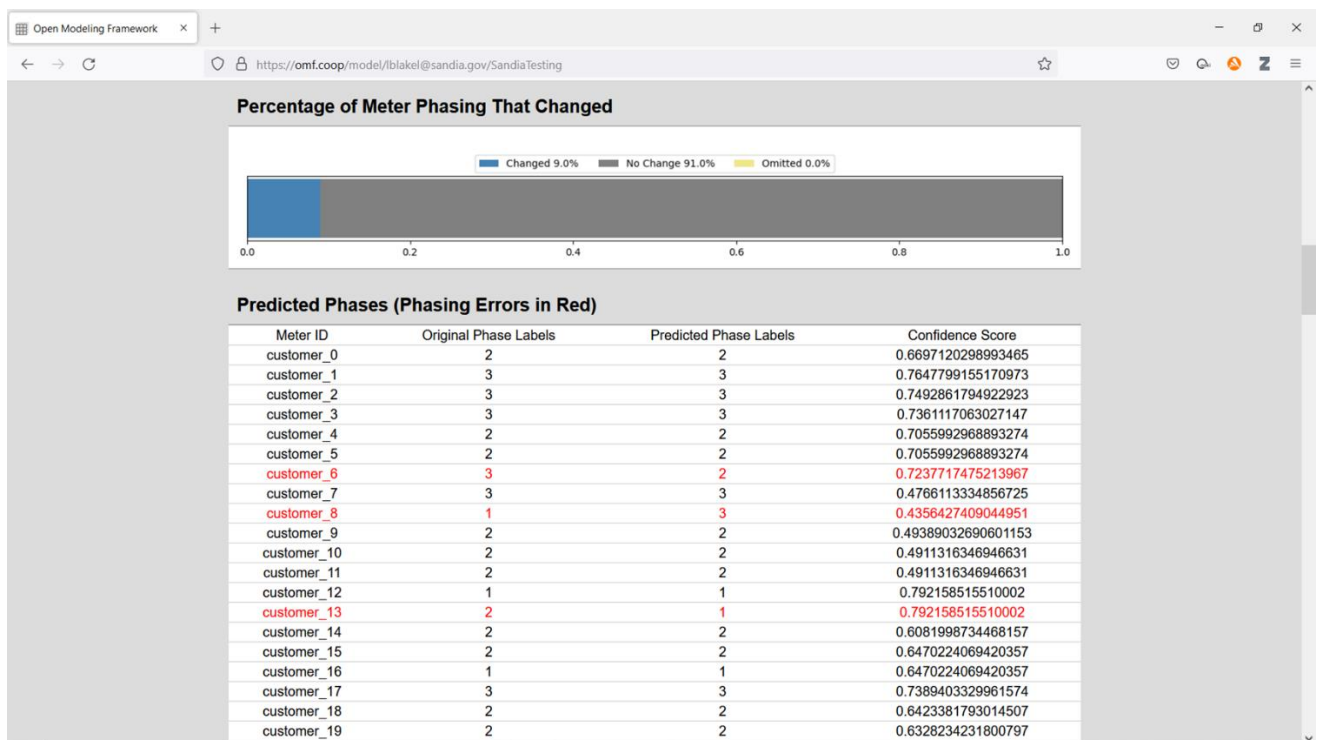 Open Modeling Framework
https://omf.coop/model/lblakel@sandia.gov/SandiaTesting
Percentage of Meter Phasing That Changed
Changed 9.0% No Change 91.0% Omitted 0.0%
0.0 0.2 0.4 0.6 0.8 1.0
Predicted Phases (Phasing Errors in Red)
Meter ID Original Phase Labels Predicted Phase Labels Confidence Score
customer_0 2 2 0.6697120298993465
customer_1 3 3 0.7647799155170973
customer_2 3 3 0.7492861794922923
customer_3 3 3 0.7361117063027147
customer_4 2 2 0.7055992968893274
customer_5 2 2 0.7055992968893274
customer_6 3 2 0.7237717475213967
customer_7 3 3 0.4766113334856725
customer_8 1 3 0.4356427409044951
customer_9 2 2 0.49389032690601153
customer_10 2 2 0.4911316346946631
customer_11 2 2 0.4911316346946631
customer_12 1 1 0.792158515510002
customer_13 2 1 0.792158515510002
customer_14 2 2 0.6081998734468157
customer_15 2 2 0.6470224069420357
customer_16 1 1 0.6470224069420357
customer_17 3 3 0.7389403329961574
customer_18 2 2 0.6423381793014507
customer_19 2 2 0.6328234231800797